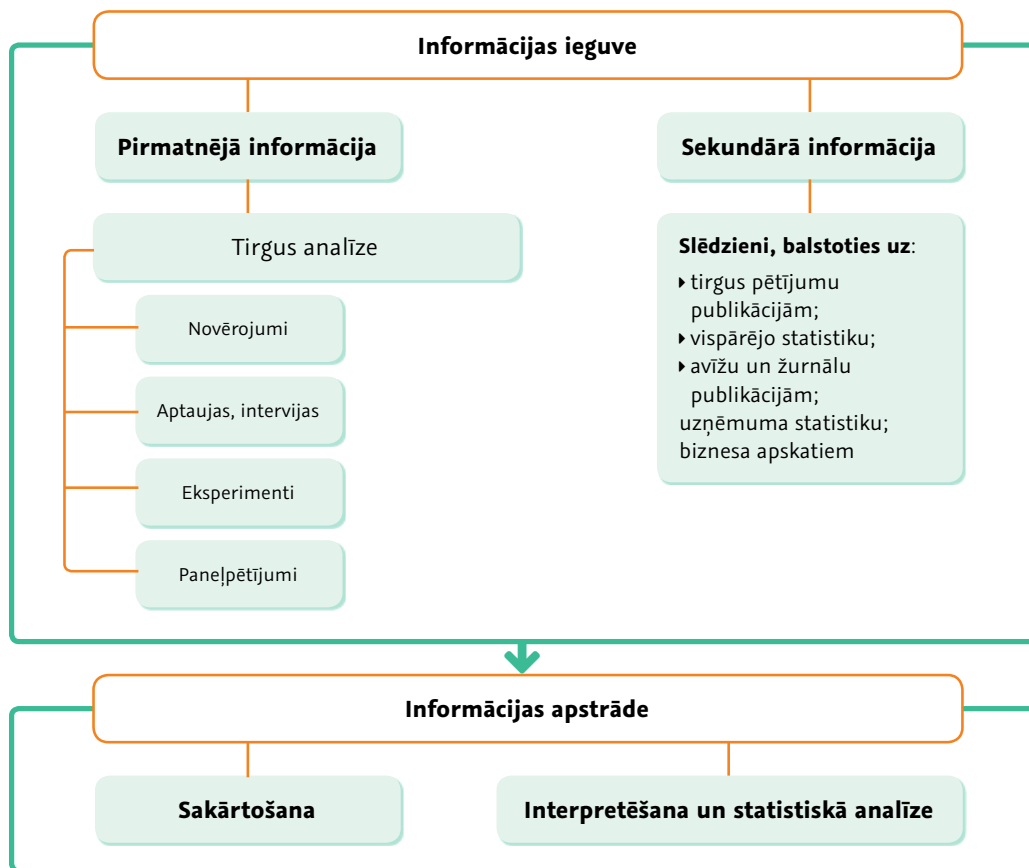 Informācijas ieguve
Pirmatnējā informācija
Tirgus analīze
Novērojumi
Aptaujas, intervijas
Eksperimenti
Paneļpētījumi
Sekundārā informācija
Slēdzieni, balstoties uz:
▸ tirgus pētījumu
publikācijām;
▸ vispārējo statistiku;
▸ avīžu un žurnālu
publikācijām;
uzņēmuma statistiku;
biznesa apskatiem
Informācijas apstrāde
Sakārtošana
Interpretēšana un statistiskā analīze